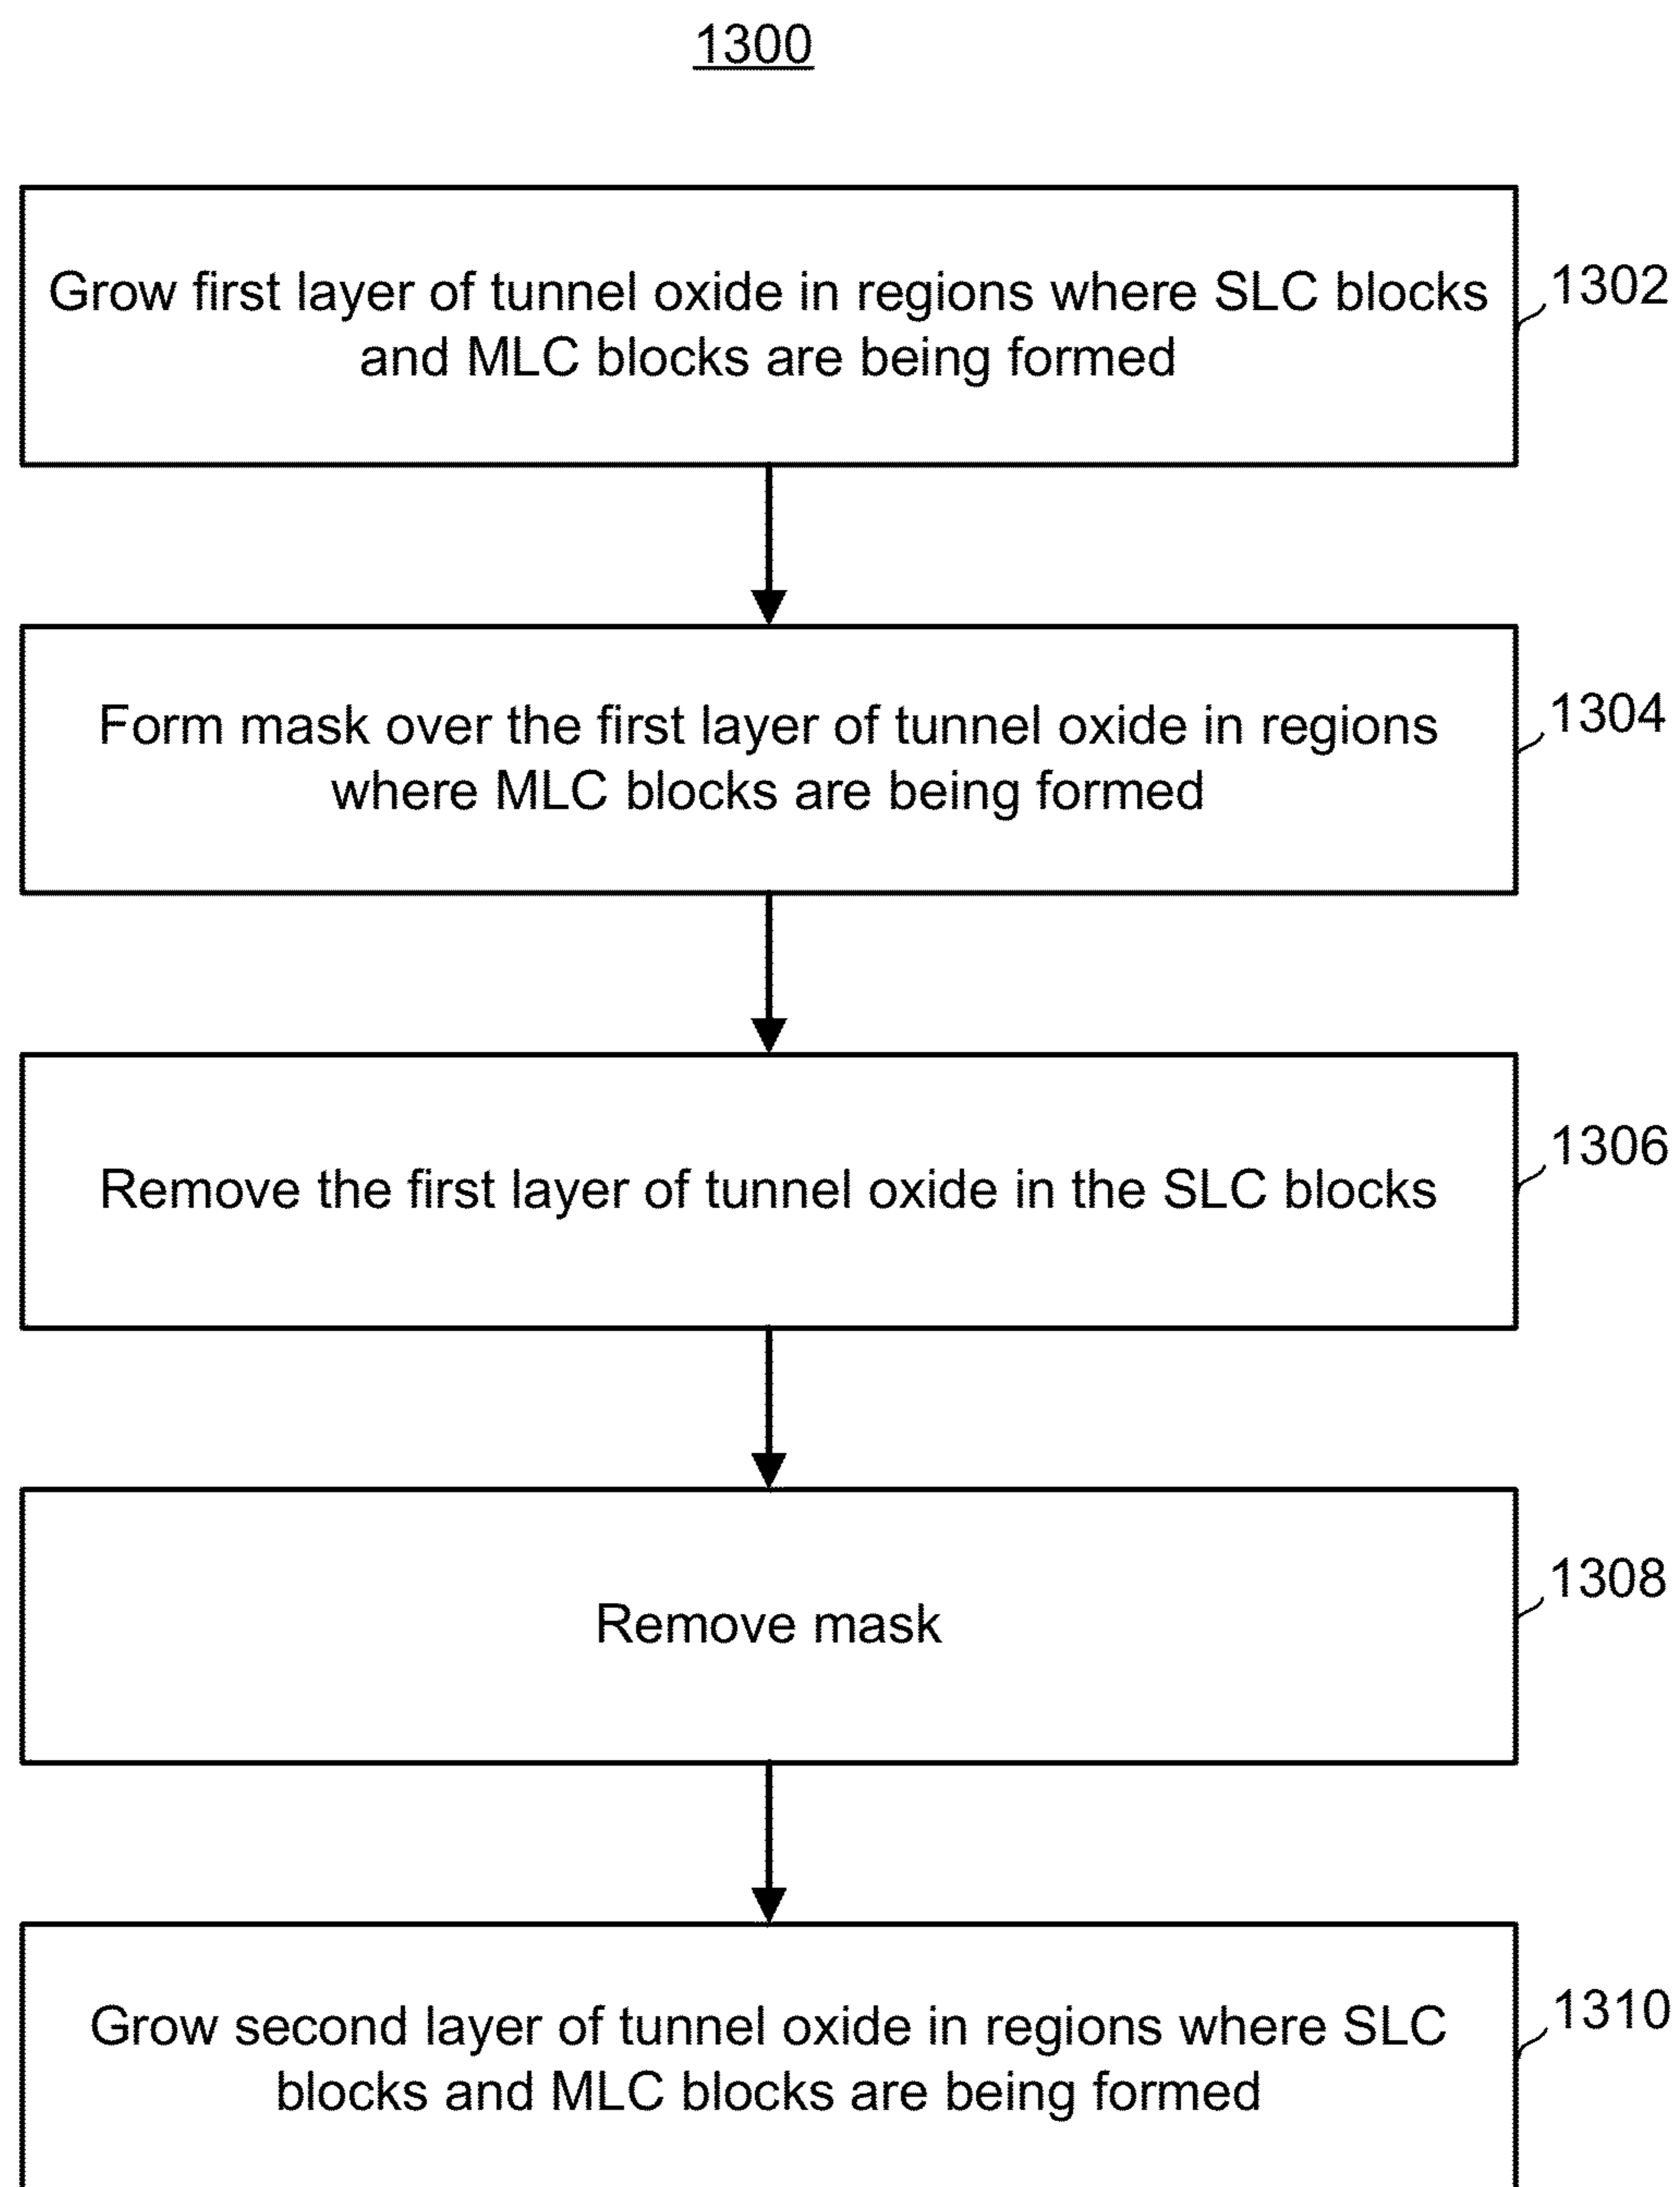 1300
Grow first layer of tunnel oxide in regions where SLC blocks
and MLC blocks are being formed
1302
Form mask over the first layer of tunnel oxide in regions
where MLC blocks are being formed
1304
Remove the first layer of tunnel oxide in the SLC blocks
1306
Remove mask
1308
Grow second layer of tunnel oxide in regions where SLC
blocks and MLC blocks are being formed
1310